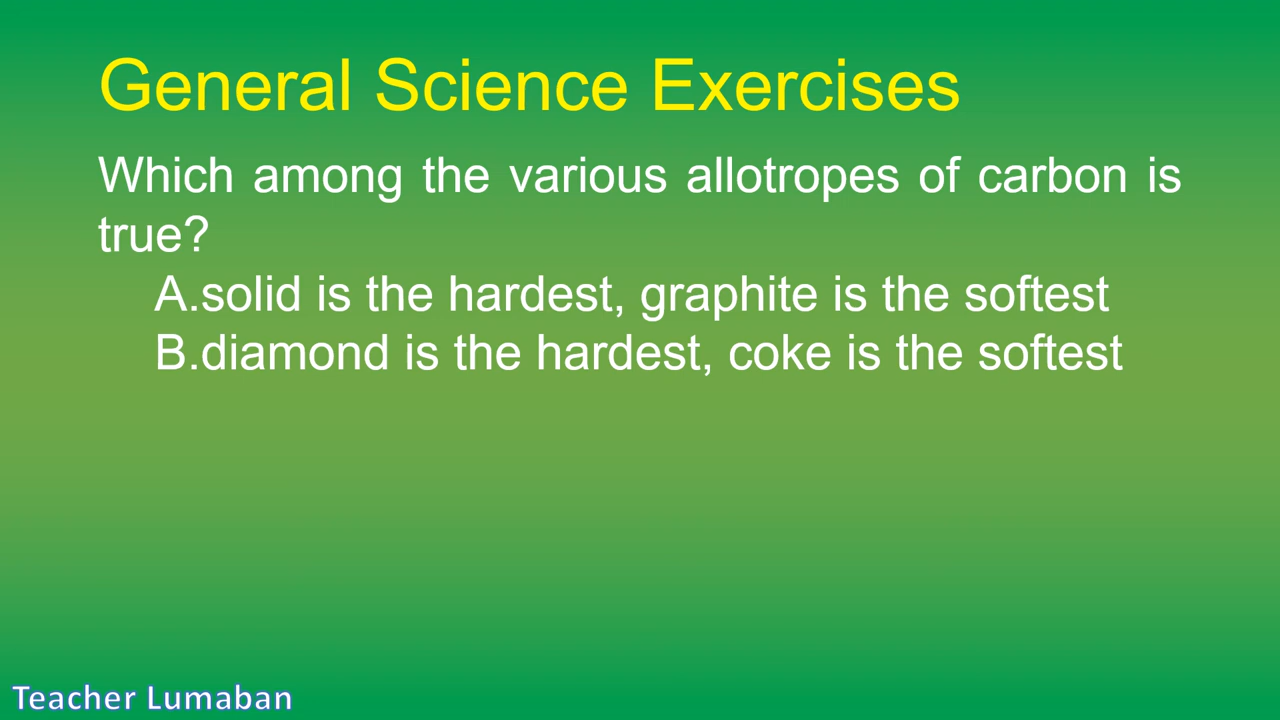 General Science Exercises
Which among the various allotropes of carbon is
true?
A.solid is the hardest, graphite is the softest
B.diamond is the hardest, coke is the softest
Teacher Lumaban